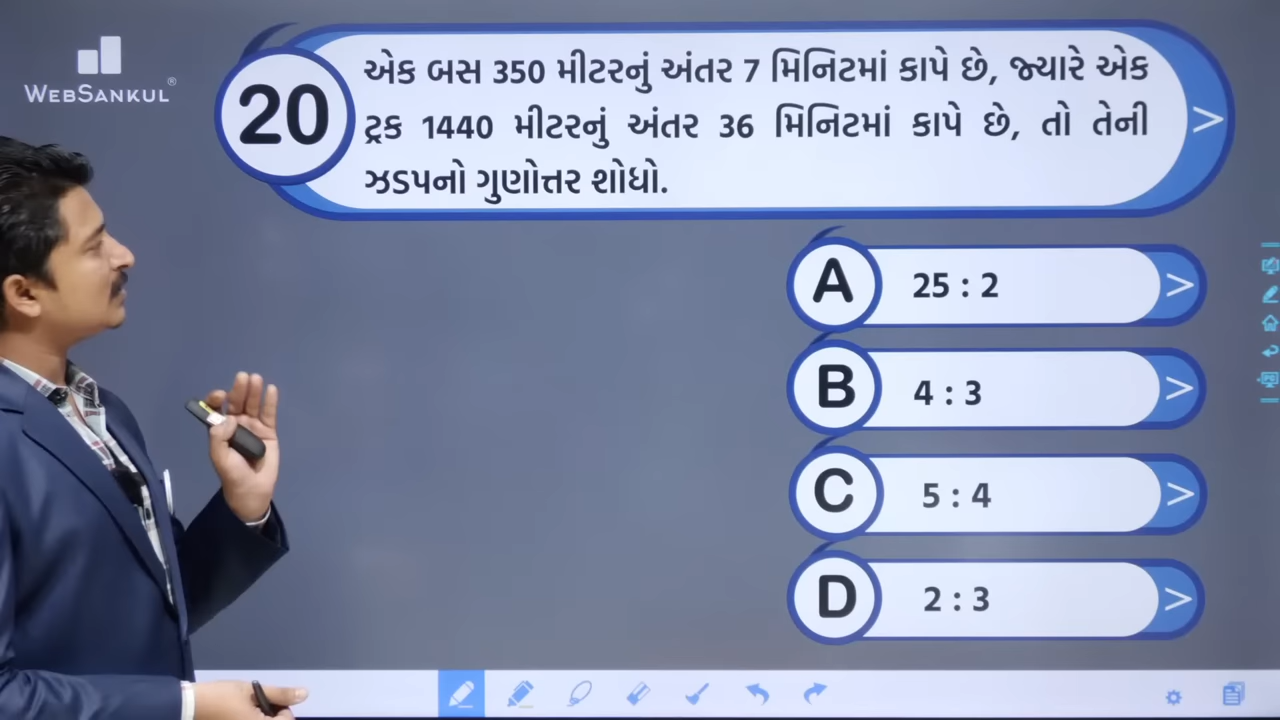 WEBSANKUL®
20
એક બસ 350 મીટરનું અંતર 7 મિનિટમાં કાપે છે, જ્યારે એક
ટ્રક 1440 મીટરનું અંતર 36 મિનિટમાં કાપે છે, તો તેની
ઝડપનો ગુણોત્તર શોધો.
>
A 25 : 2 >
B 4 : 3 >
C 5 : 4 >
D 2 : 3 >